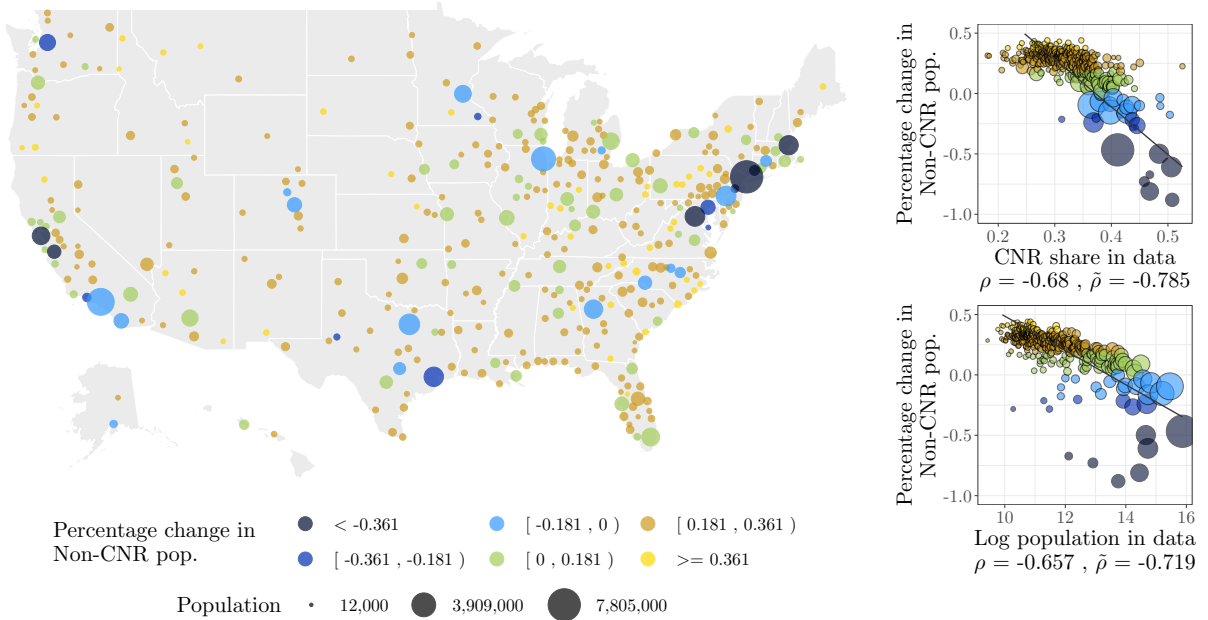 Percentage change in
Non-CNR pop.
0.5
0.0
-0.5
-1.0
0.2 0.3 0.4 0.5
CNR share in data
ρ = -0.68 , ρ̃ = -0.785
Percentage change in
Non-CNR pop.
0.5
0.0
-0.5
-1.0
10 12 14 16
Log population in data
ρ = -0.657 , ρ̃ = -0.719
Percentage change in
Non-CNR pop.
< -0.361
[ -0.181 , 0 )
[ 0.181 , 0.361 )
[ -0.361 , -0.181 )
[ 0 , 0.181 )
>= 0.361
Population 12,000 3,909,000 7,805,000